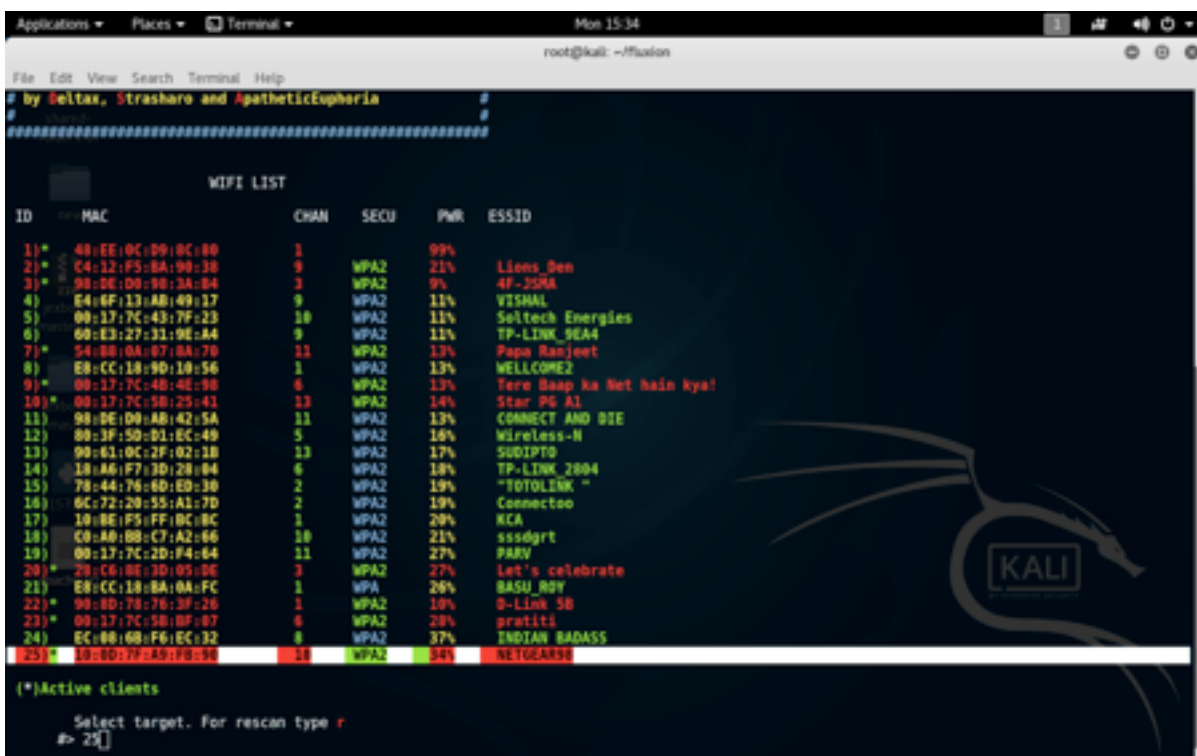 Applications Places Terminal Mon 15:34 1
root@kali: ~/fluxion
File Edit View Search Terminal Help
# by Deltax, Strasharo and ApatheticEuphoria #
# #
WIFI LIST
ID MAC CHAN SECU PWR ESSID
1)* 48:EE:0C:D9:8C:80 1 99%
2)* C4:12:F5:BA:90:38 9 WPA2 21% Lions_Den
3)* 98:DE:D0:98:3A:D4 3 WPA2 9% 4F-JSMA
4) E4:6F:13:AB:49:17 9 WPA2 11% VISHAL
5) 00:17:7C:43:7F:23 10 WPA2 11% Soltech Energies
6) 60:E3:27:31:9E:A4 9 WPA2 11% TP-LINK_9EA4
7)* 54:B8:0A:07:8A:70 11 WPA2 13% Papa Ranjeet
8) E8:CC:18:9D:10:56 1 WPA2 13% WELLCOME2
9)* 00:17:7C:4B:4E:98 6 WPA2 13% Tere Baap ka Net hain kya!
10)* 00:17:7C:5B:25:41 13 WPA2 14% Star PG A1
11) 98:DE:D0:AB:42:5A 11 WPA2 13% CONNECT AND DIE
12) 80:3F:5D:D1:EC:49 5 WPA2 16% Wireless-N
13) 90:61:0C:2F:02:1B 13 WPA2 17% SUDIPTO
14) 18:A6:F7:3D:28:04 6 WPA2 18% TP-LINK_2804
15) 78:44:76:6D:ED:30 2 WPA2 19% "TOTOLINK "
16) 6C:72:20:55:A1:7D 2 WPA2 19% Connectoo
17) 10:BE:F5:FF:BC:BC 1 WPA2 20% KCA
18) C0:A0:BB:C7:A2:66 10 WPA2 21% sssdgrt
19) 00:17:7C:2D:F4:64 11 WPA2 27% PARV
20)* 28:C6:8E:3D:05:DE 3 WPA2 27% Let's celebrate
21) E8:CC:18:BA:0A:FC 1 WPA 26% BASU_ROY
22)* 90:8D:78:76:3F:26 1 WPA2 10% D-Link 5B
23)* 00:17:7C:5B:BF:07 6 WPA2 28% pratiti
24) EC:08:6B:F6:EC:32 8 WPA2 37% INDIAN BADASS
25)* 10:0D:7F:A9:FB:90 10 WPA2 84% NETGEAR98
(*)Active clients
Select target. For rescan type r
#> 25
KALI